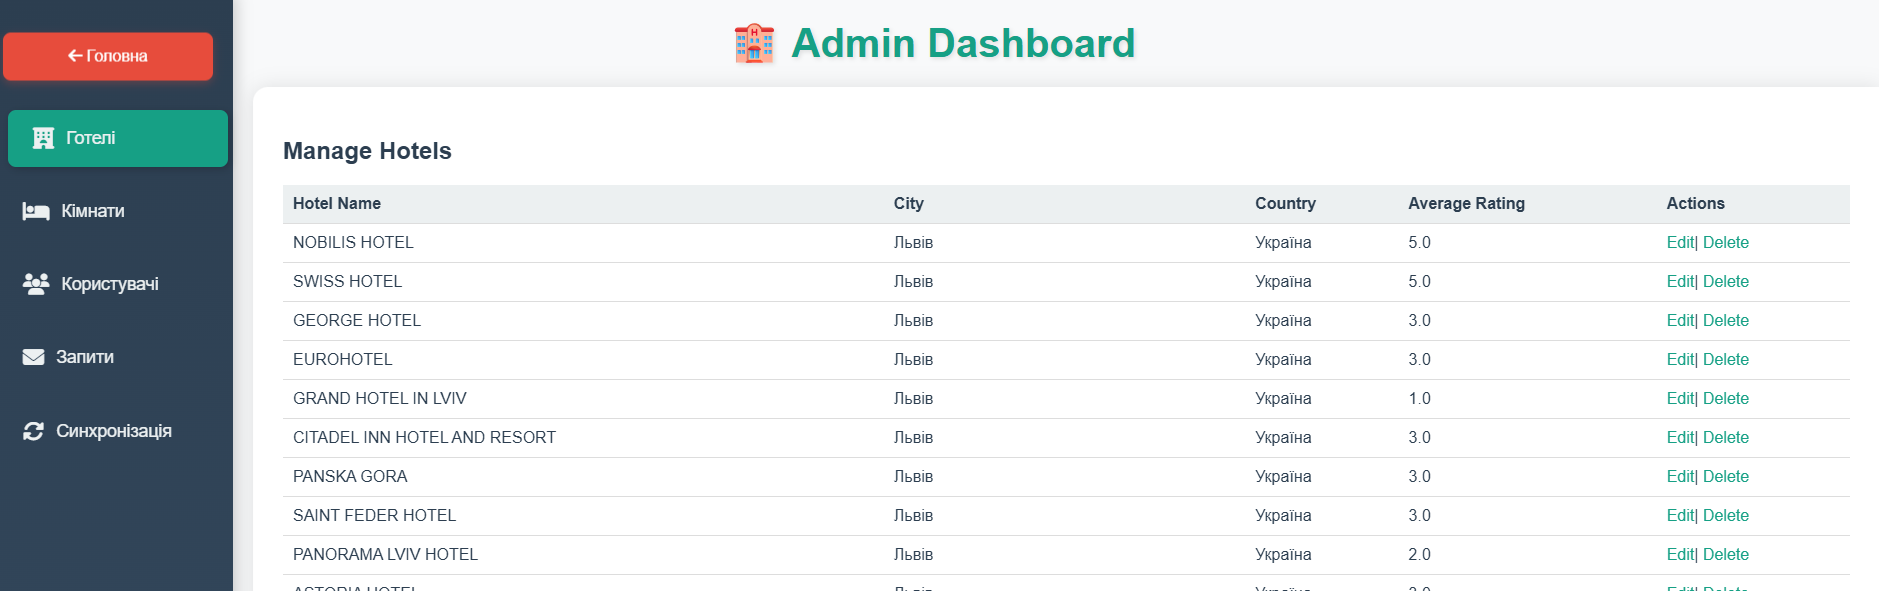 Головна
Готелі
Кімнати
Користувачі
Запити
Синхронізація
Admin Dashboard
Manage Hotels
Hotel Name City Country Average Rating Actions
NOBILIS HOTEL Львів Україна 5.0 Edit| Delete
SWISS HOTEL Львів Україна 5.0 Edit| Delete
GEORGE HOTEL Львів Україна 3.0 Edit| Delete
EUROHOTEL Львів Україна 3.0 Edit| Delete
GRAND HOTEL IN LVIV Львів Україна 1.0 Edit| Delete
CITADEL INN HOTEL AND RESORT Львів Україна 3.0 Edit| Delete
PANSKA GORA Львів Україна 3.0 Edit| Delete
SAINT FEDER HOTEL Львів Україна 3.0 Edit| Delete
PANORAMA LVIV HOTEL Львів Україна 2.0 Edit| Delete